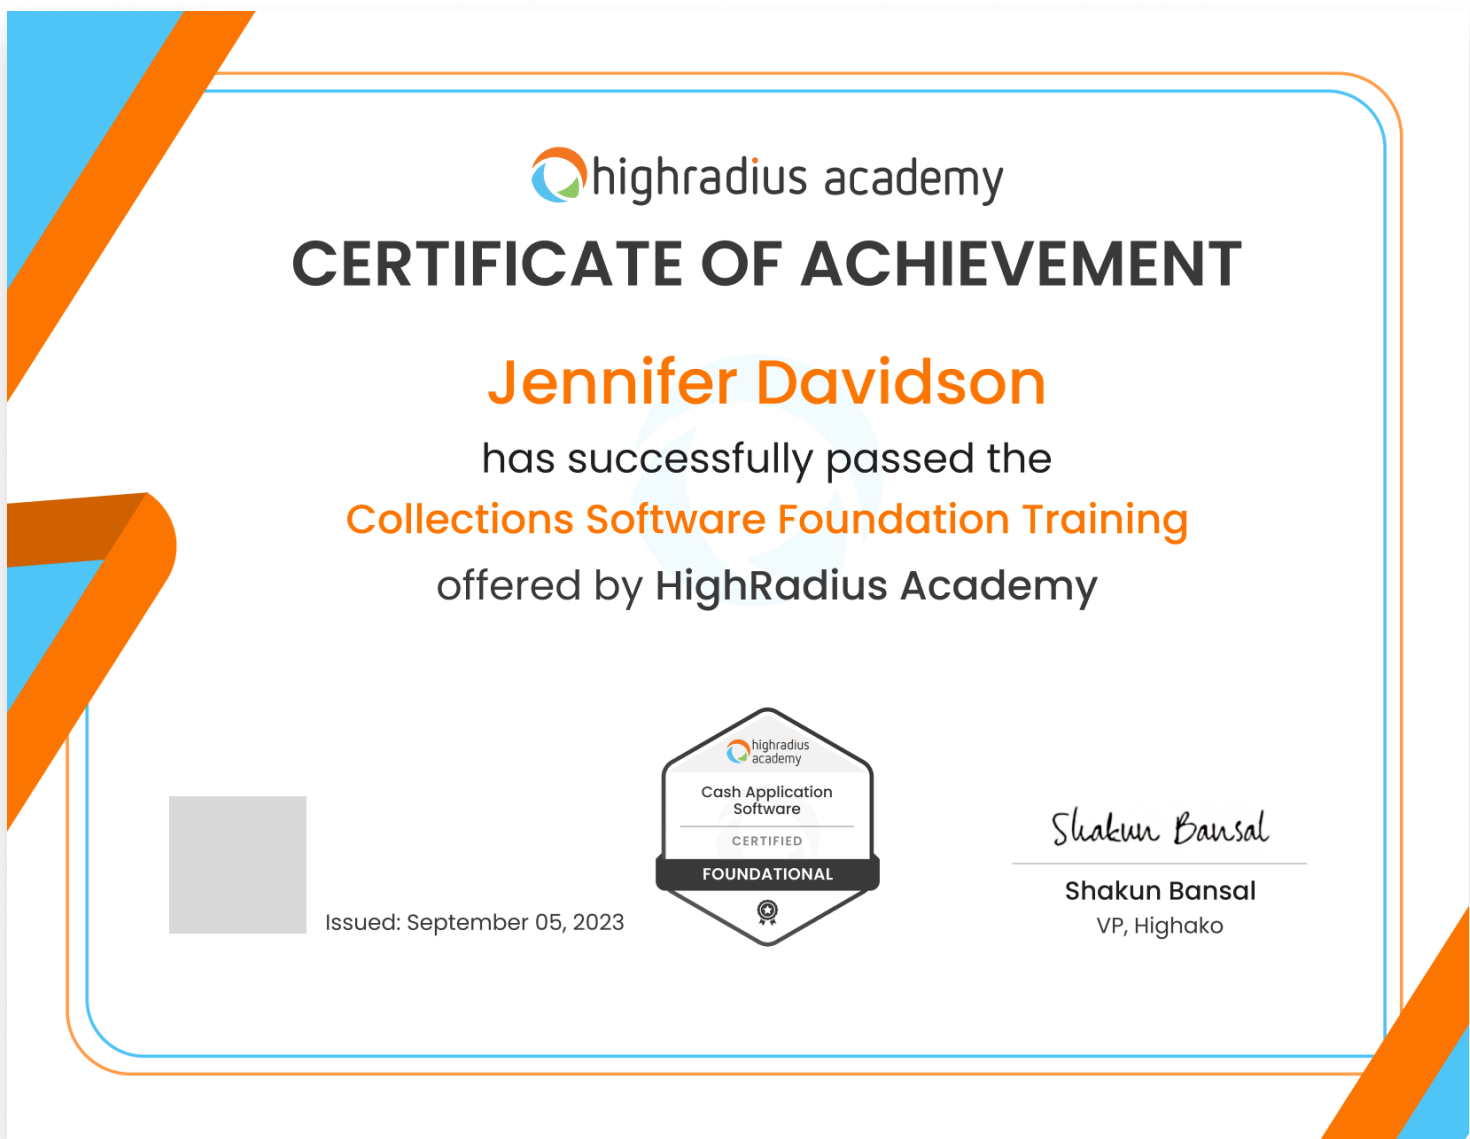 highradius academy
CERTIFICATE OF ACHIEVEMENT
Jennifer Davidson
has successfully passed the
Collections Software Foundation Training
offered by HighRadius Academy
highradius
academy
Cash Application
Software
CERTIFIED
FOUNDATIONAL
Issued: September 05, 2023
Shakun Bansal
Shakun Bansal
VP, Highako